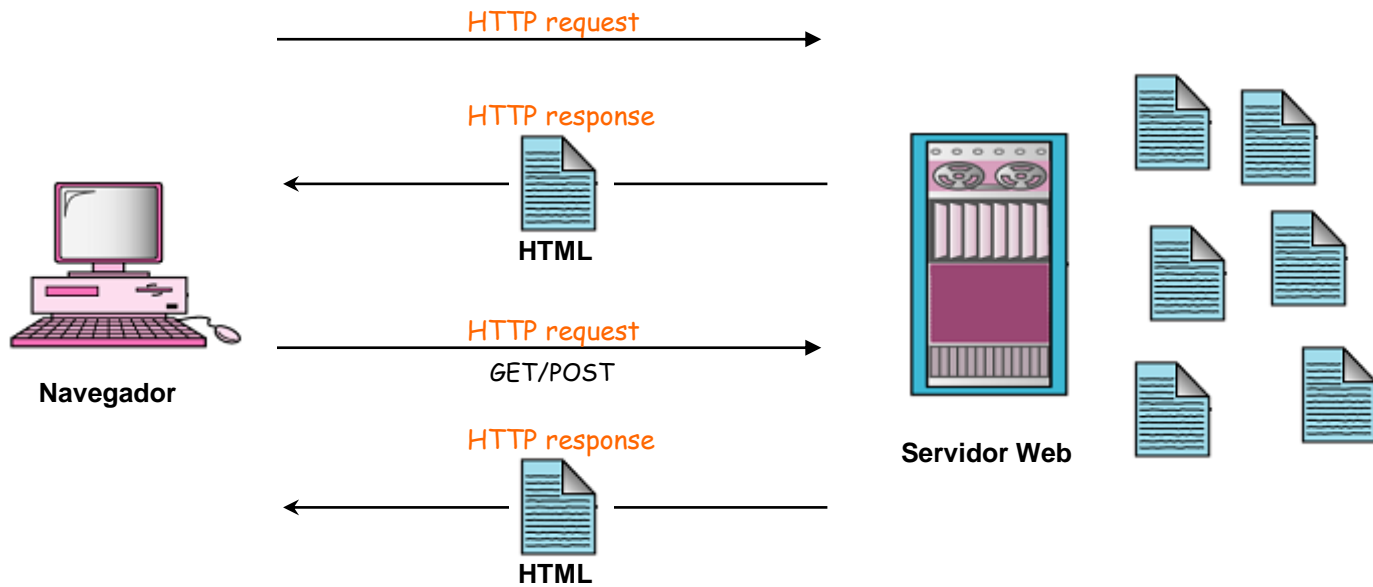 HTTP request
HTTP response
HTML
HTTP request
GET/POST
Navegador
HTTP response
Servidor Web
HTML